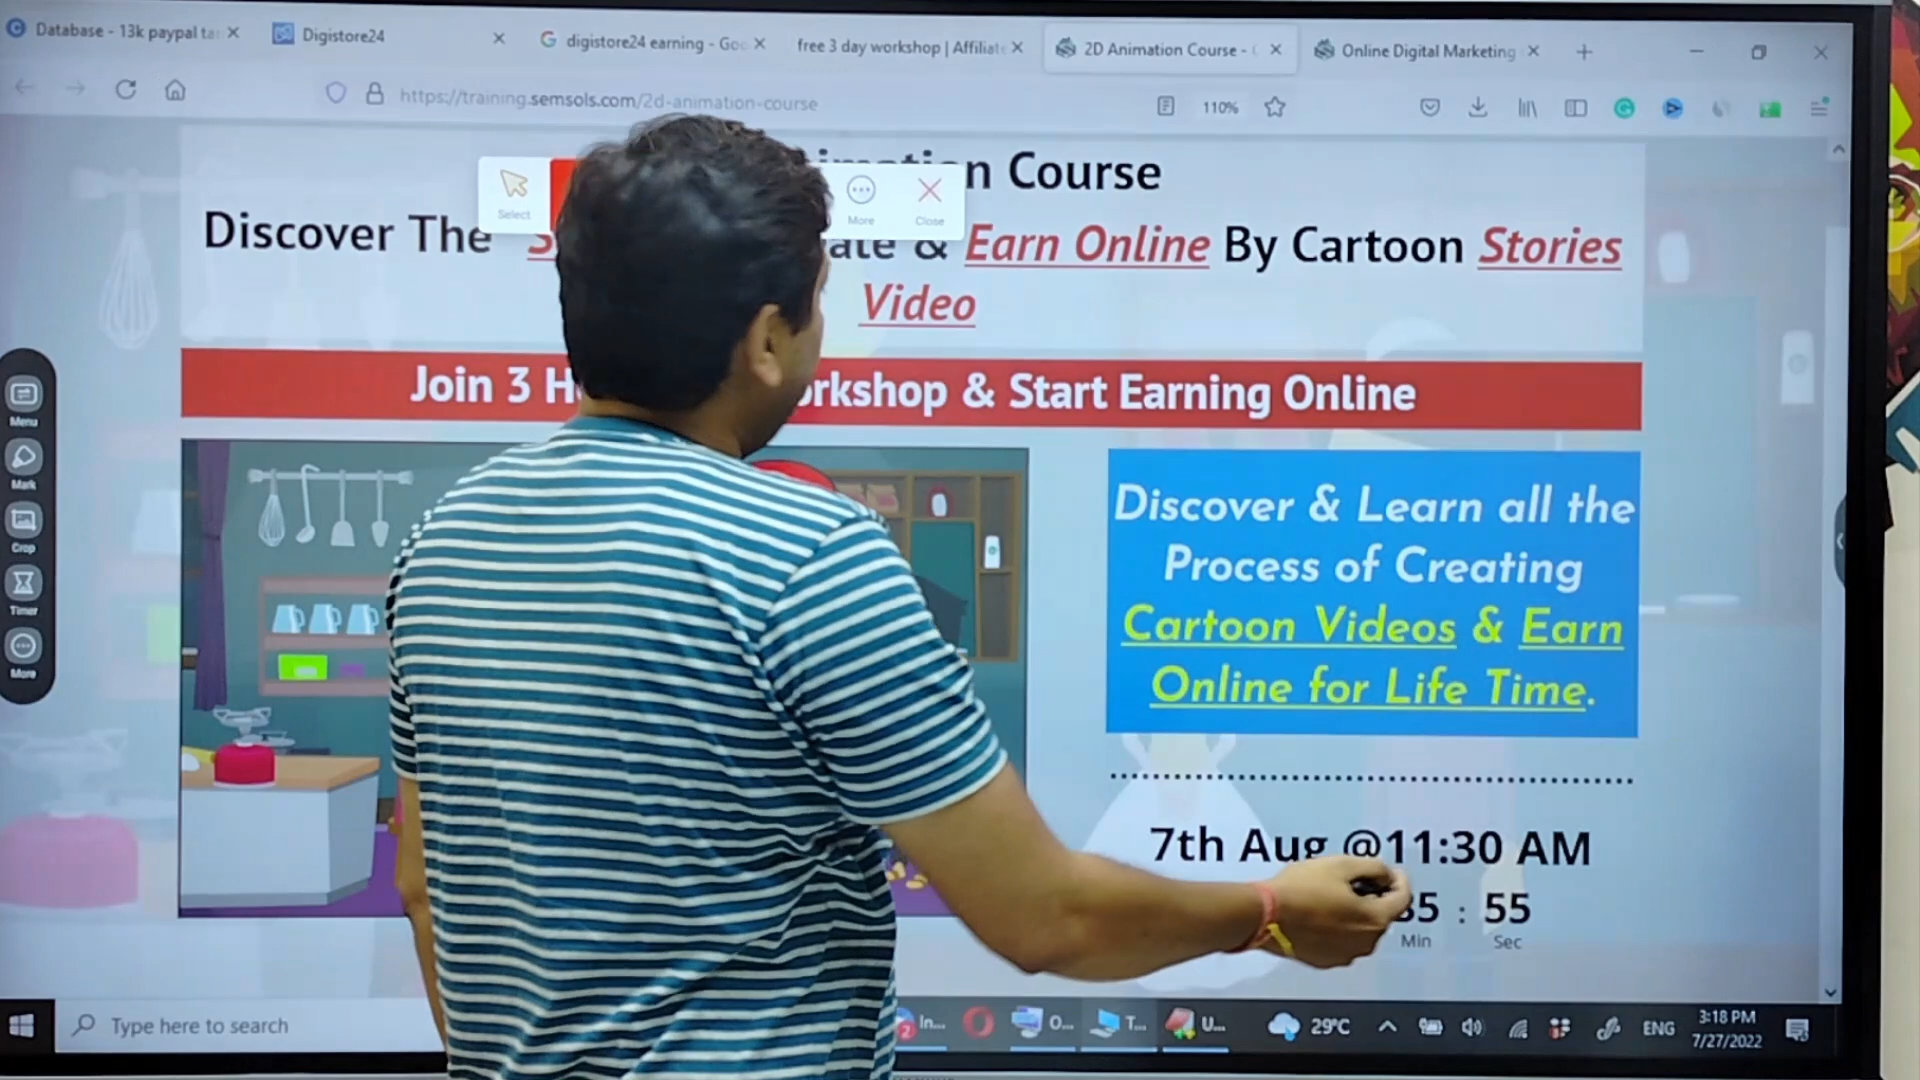 Database - 13k paypal ta
Digistore24
digistore24 earning - Goo
free 3 day workshop | Affiliate
2D Animation Course -
Online Digital Marketing
https://training.semsols.com/2d-animation-course
110%
n Course
Select
More
Close
Discover The & Earn Online By Cartoon Stories
Video
Join 3 rkshop & Start Earning Online
Menu
Mark
Crop
Timer
More
Discover & Learn all the
Process of Creating
Cartoon Videos & Earn
Online for Life Time.
7th Aug @11:30 AM
35 : 55
Min Sec
Type here to search
In...
O...
T...
U...
29°C
ENG
3:18 PM
7/27/2022